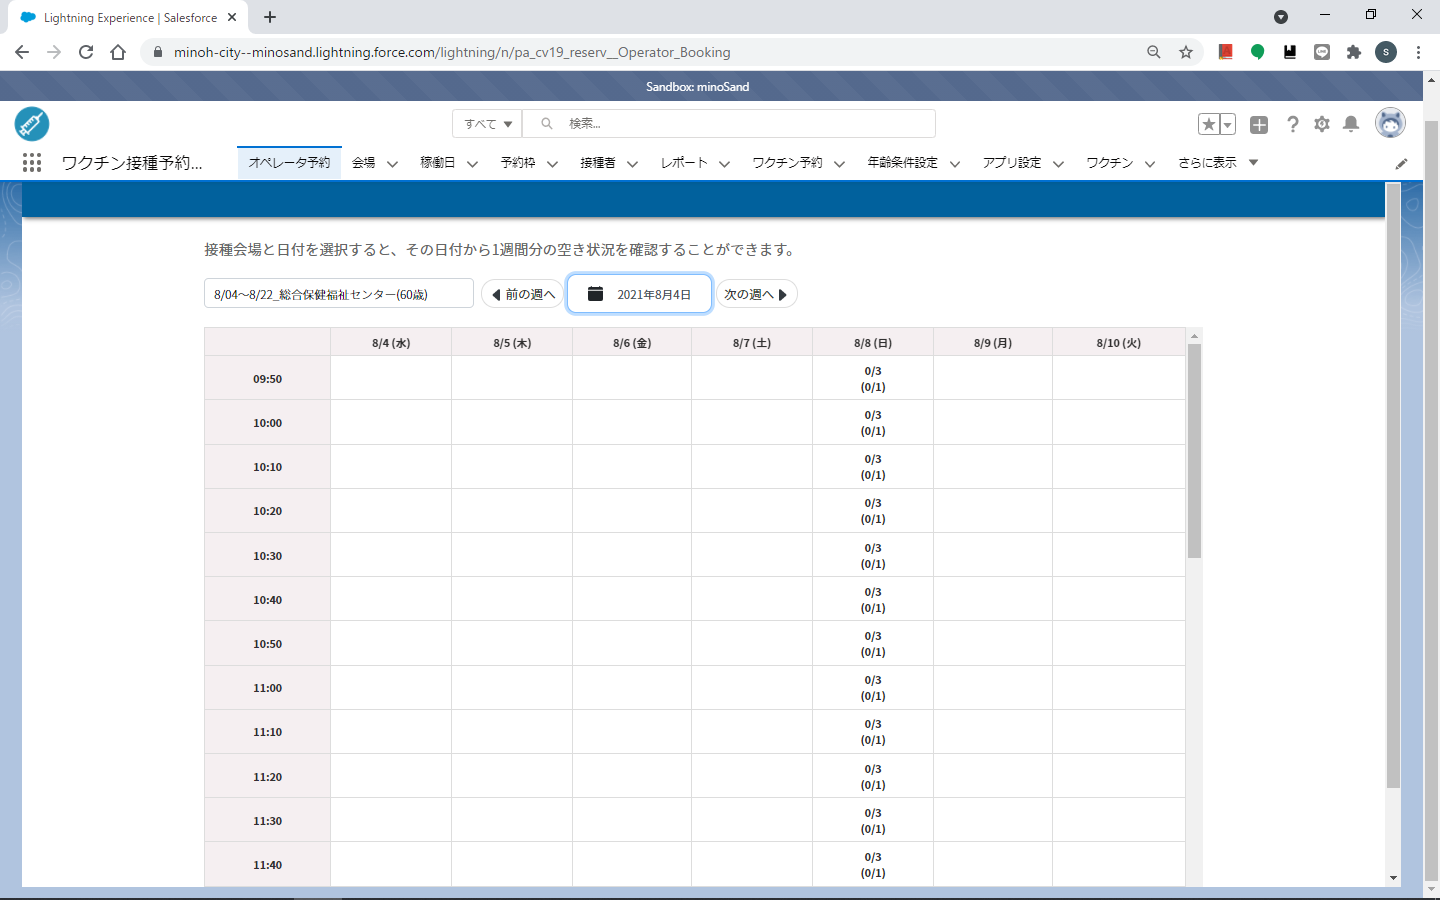 Lightning Experience | Salesforce
minoh-city--minosand.lightning.force.com/lightning/n/pa_cv19_reserv__Operator_Booking
S
Sandbox: minoSand
すべて 検索...
ワクチン接種予約... オペレータ予約 会場 稼働日 予約枠 接種者 レポート ワクチン予約 年齢条件設定 アプリ設定 ワクチン さらに表示
接種会場と日付を選択すると、その日付から1週間分の空き状況を確認することができます。
8/04～8/22_総合保健福祉センター(60歳) 前の週へ 2021年8月4日 次の週へ
8/4 (水) 8/5 (木) 8/6 (金) 8/7 (土) 8/8 (日) 8/9 (月) 8/10 (火)
09:50 0/3
(0/1)
10:00 0/3
(0/1)
10:10 0/3
(0/1)
10:20 0/3
(0/1)
10:30 0/3
(0/1)
10:40 0/3
(0/1)
10:50 0/3
(0/1)
11:00 0/3
(0/1)
11:10 0/3
(0/1)
11:20 0/3
(0/1)
11:30 0/3
(0/1)
11:40 0/3
(0/1)